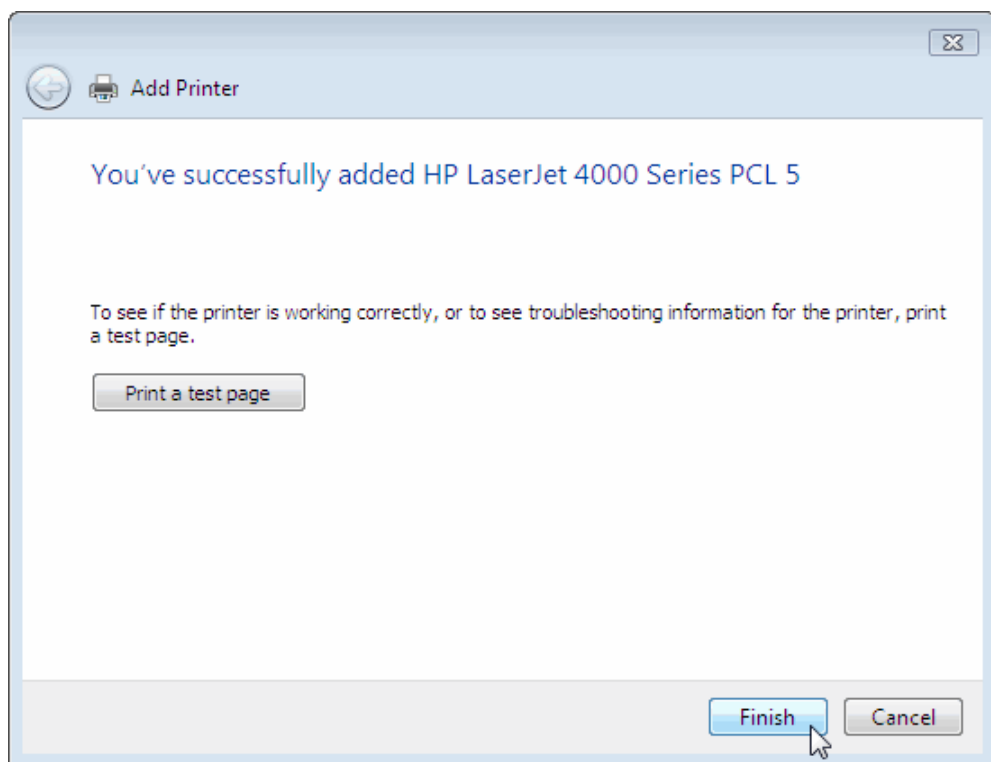 Add Printer
You've successfully added HP LaserJet 4000 Series PCL 5
To see if the printer is working correctly, or to see troubleshooting information for the printer, print
a test page.
Print a test page
Finish
Cancel